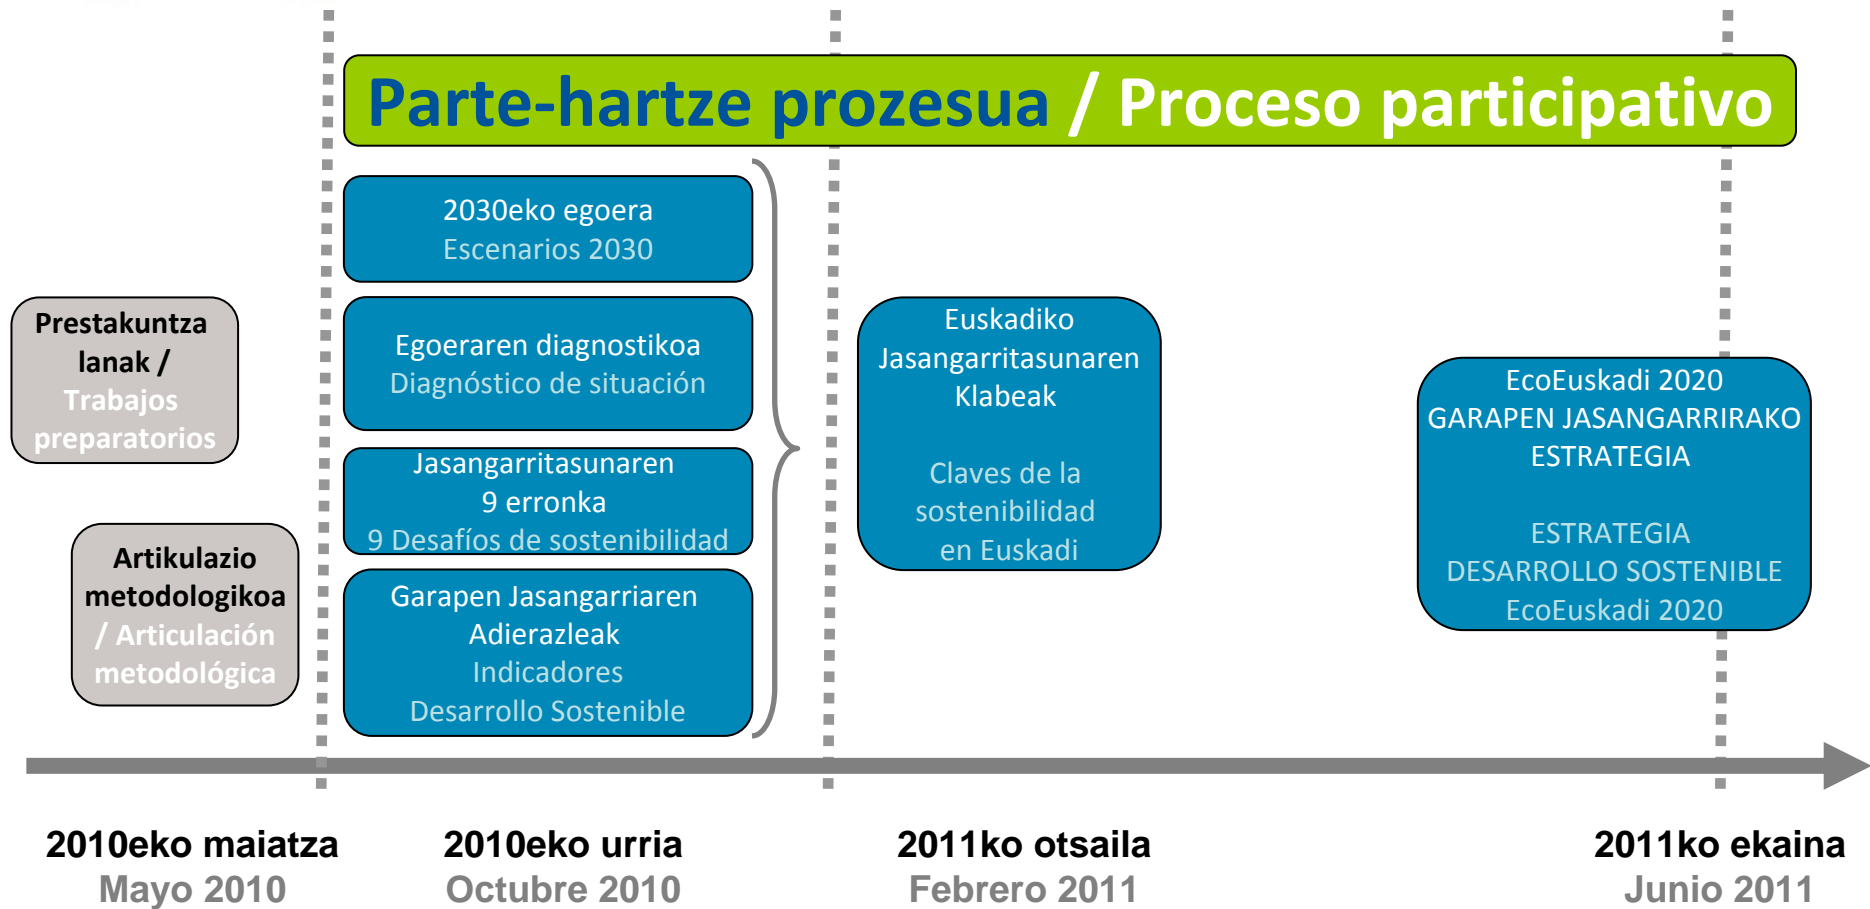 Parte-hartze prozesua / Proceso participativo
Prestakuntza
lanak /
Trabajos
preparatorios
Artikulazio
metodologikoa
/ Articulación
metodológica
2030eko egoera
Escenarios 2030
Egoeraren diagnostikoa
Diagnóstico de situación
Jasangarritasunaren
9 erronka
9 Desafíos de sostenibilidad
Garapen Jasangarriaren
Adierazleak
Indicadores
Desarrollo Sostenible
Euskadiko
Jasangarritasunaren
Klabeak
Claves de la
sostenibilidad
en Euskadi
EcoEuskadi 2020
GARAPEN JASANGARRIRAKO
ESTRATEGIA
ESTRATEGIA
DESARROLLO SOSTENIBLE
EcoEuskadi 2020
2010eko maiatza
Mayo 2010
2010eko urria
Octubre 2010
2011ko otsaila
Febrero 2011
2011ko ekaina
Junio 2011